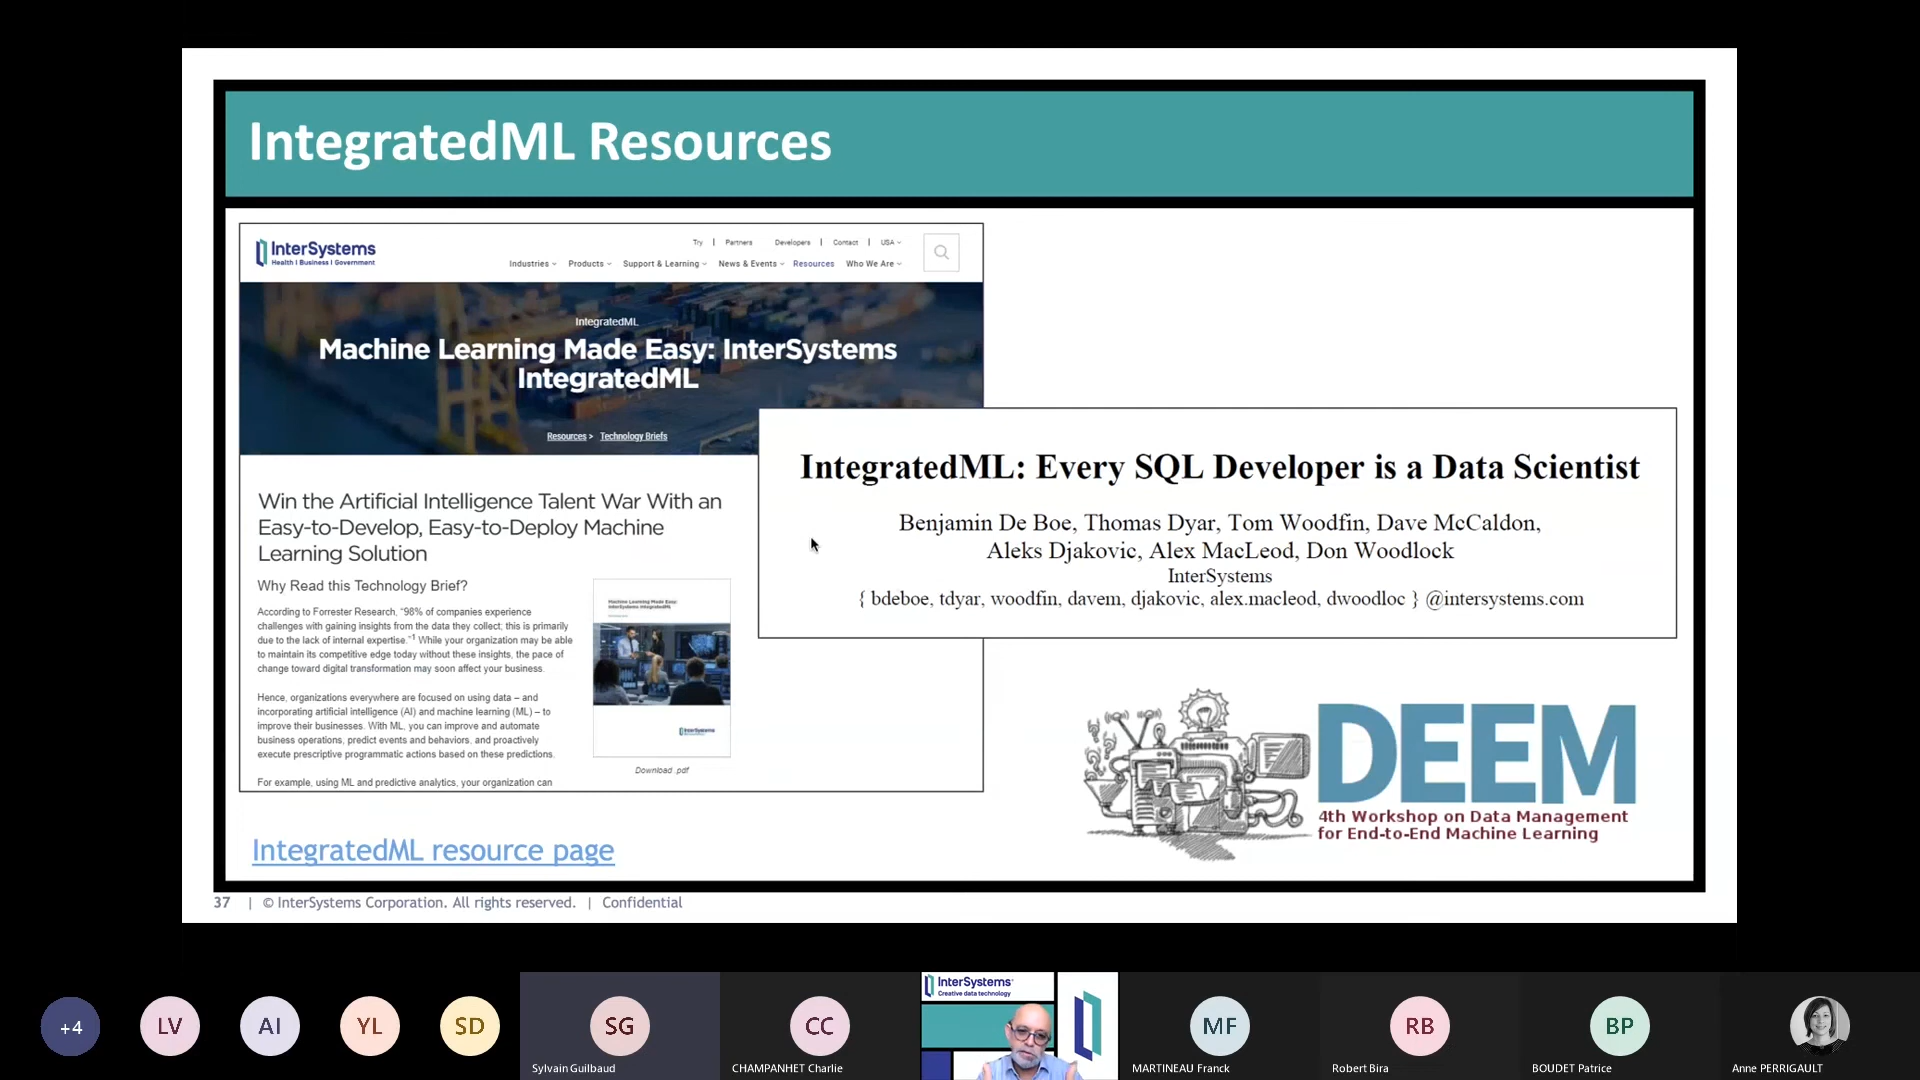 IntegratedML Resources
InterSystems
Health | Business | Government
Try | Partners Developers | Contact | USA
Industries Products Support & Learning News & Events Resources Who We Are
IntegratedML
Machine Learning Made Easy: InterSystems
IntegratedML
Resources > Technology Briefs
Win the Artificial Intelligence Talent War With an
Easy-to-Develop, Easy-to-Deploy Machine
Learning Solution
Why Read this Technology Brief?
According to Forrester Research, “98% of companies experience
challenges with gaining insights from the data they collect; this is primarily
due to the lack of internal expertise.”1 While your organization may be able
to maintain its competitive edge today without these insights, the pace of
change toward digital transformation may soon affect your business.
Hence, organizations everywhere are focused on using data – and
incorporating artificial intelligence (AI) and machine learning (ML) – to
improve their businesses. With ML, you can improve and automate
business operations, predict events and behaviors, and proactively
execute prescriptive programmatic actions based on these predictions.
For example, using ML and predictive analytics, your organization can
Machine Learning Made Easy:
InterSystems IntegratedML
InterSystems
Download .pdf
IntegratedML: Every SQL Developer is a Data Scientist
Benjamin De Boe, Thomas Dyar, Tom Woodfin, Dave McCaldon,
Aleks Djakovic, Alex MacLeod, Don Woodlock
InterSystems
{ bdeboe, tdyar, woodfin, davem, djakovic, alex.macleod, dwoodloc } @intersystems.com
DEEM
4th Workshop on Data Management
for End-to-End Machine Learning
IntegratedML resource page
37 | © InterSystems Corporation. All rights reserved. | Confidential
+4
LV
AI
YL
SD
SG
Sylvain Guilbaud
CC
CHAMPANHET Charlie
InterSystems
Creative data technology
MF
MARTINEAU Franck
RB
Robert Bira
BP
BOUDET Patrice
Anne PERRIGAULT